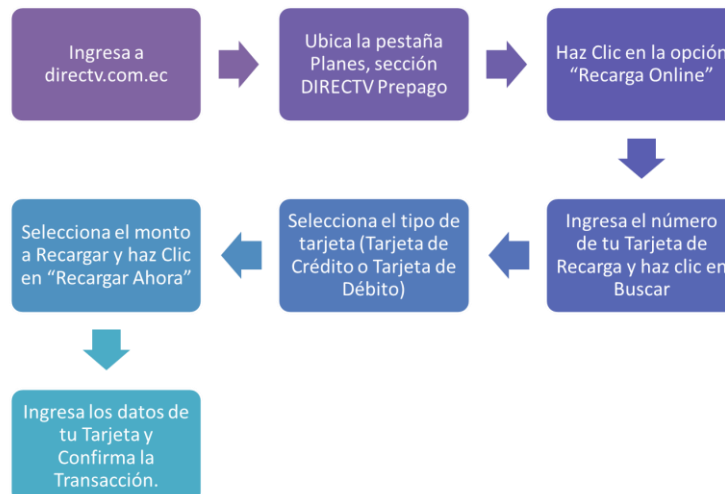 Ingresa a
directv.com.ec
Ubica la pestaña
Planes, sección
DIRECTV Prepago
Haz Clic en la opción
“Recarga Online”
Ingresa el número
de tu Tarjeta de
Recarga y haz clic en
Buscar
Selecciona el tipo de
tarjeta (Tarjeta de
Crédito o Tarjeta de
Débito)
Selecciona el monto
a Recargar y haz Clic
en “Recargar Ahora”
Ingresa los datos de
tu Tarjeta y
Confirma la
Transacción.